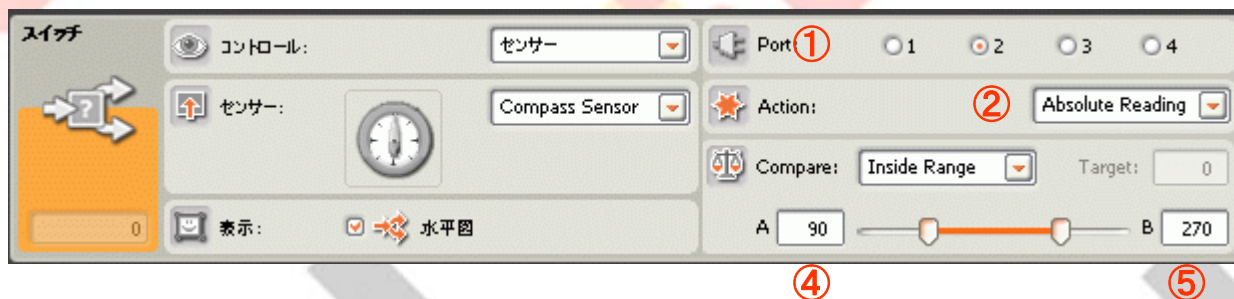 スイッチ
コントロール:
センサー
Port:
①
1
2
3
4
センサー:
Compass Sensor
Action:
②
Absolute Reading
Compare:
Inside Range
Target:
0
0
表示:
水平図
A
90
B
270
④
⑤